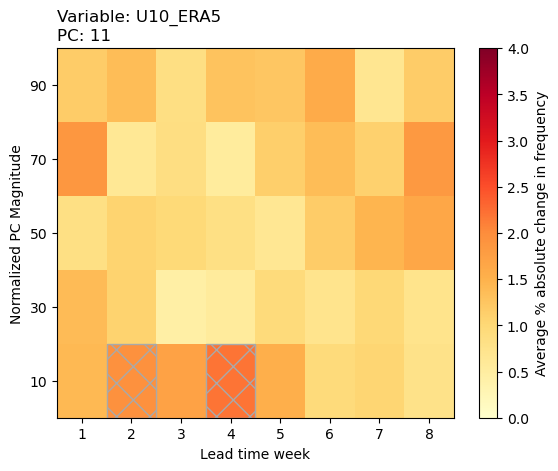 Variable: U10_ERA5
PC: 11
90
70
50
30
10
Normalized PC Magnitude
1 2 3 4 5 6 7 8
Lead time week
4.0
3.5
3.0
2.5
2.0
1.5
1.0
0.5
0.0
Average % absolute change in frequency